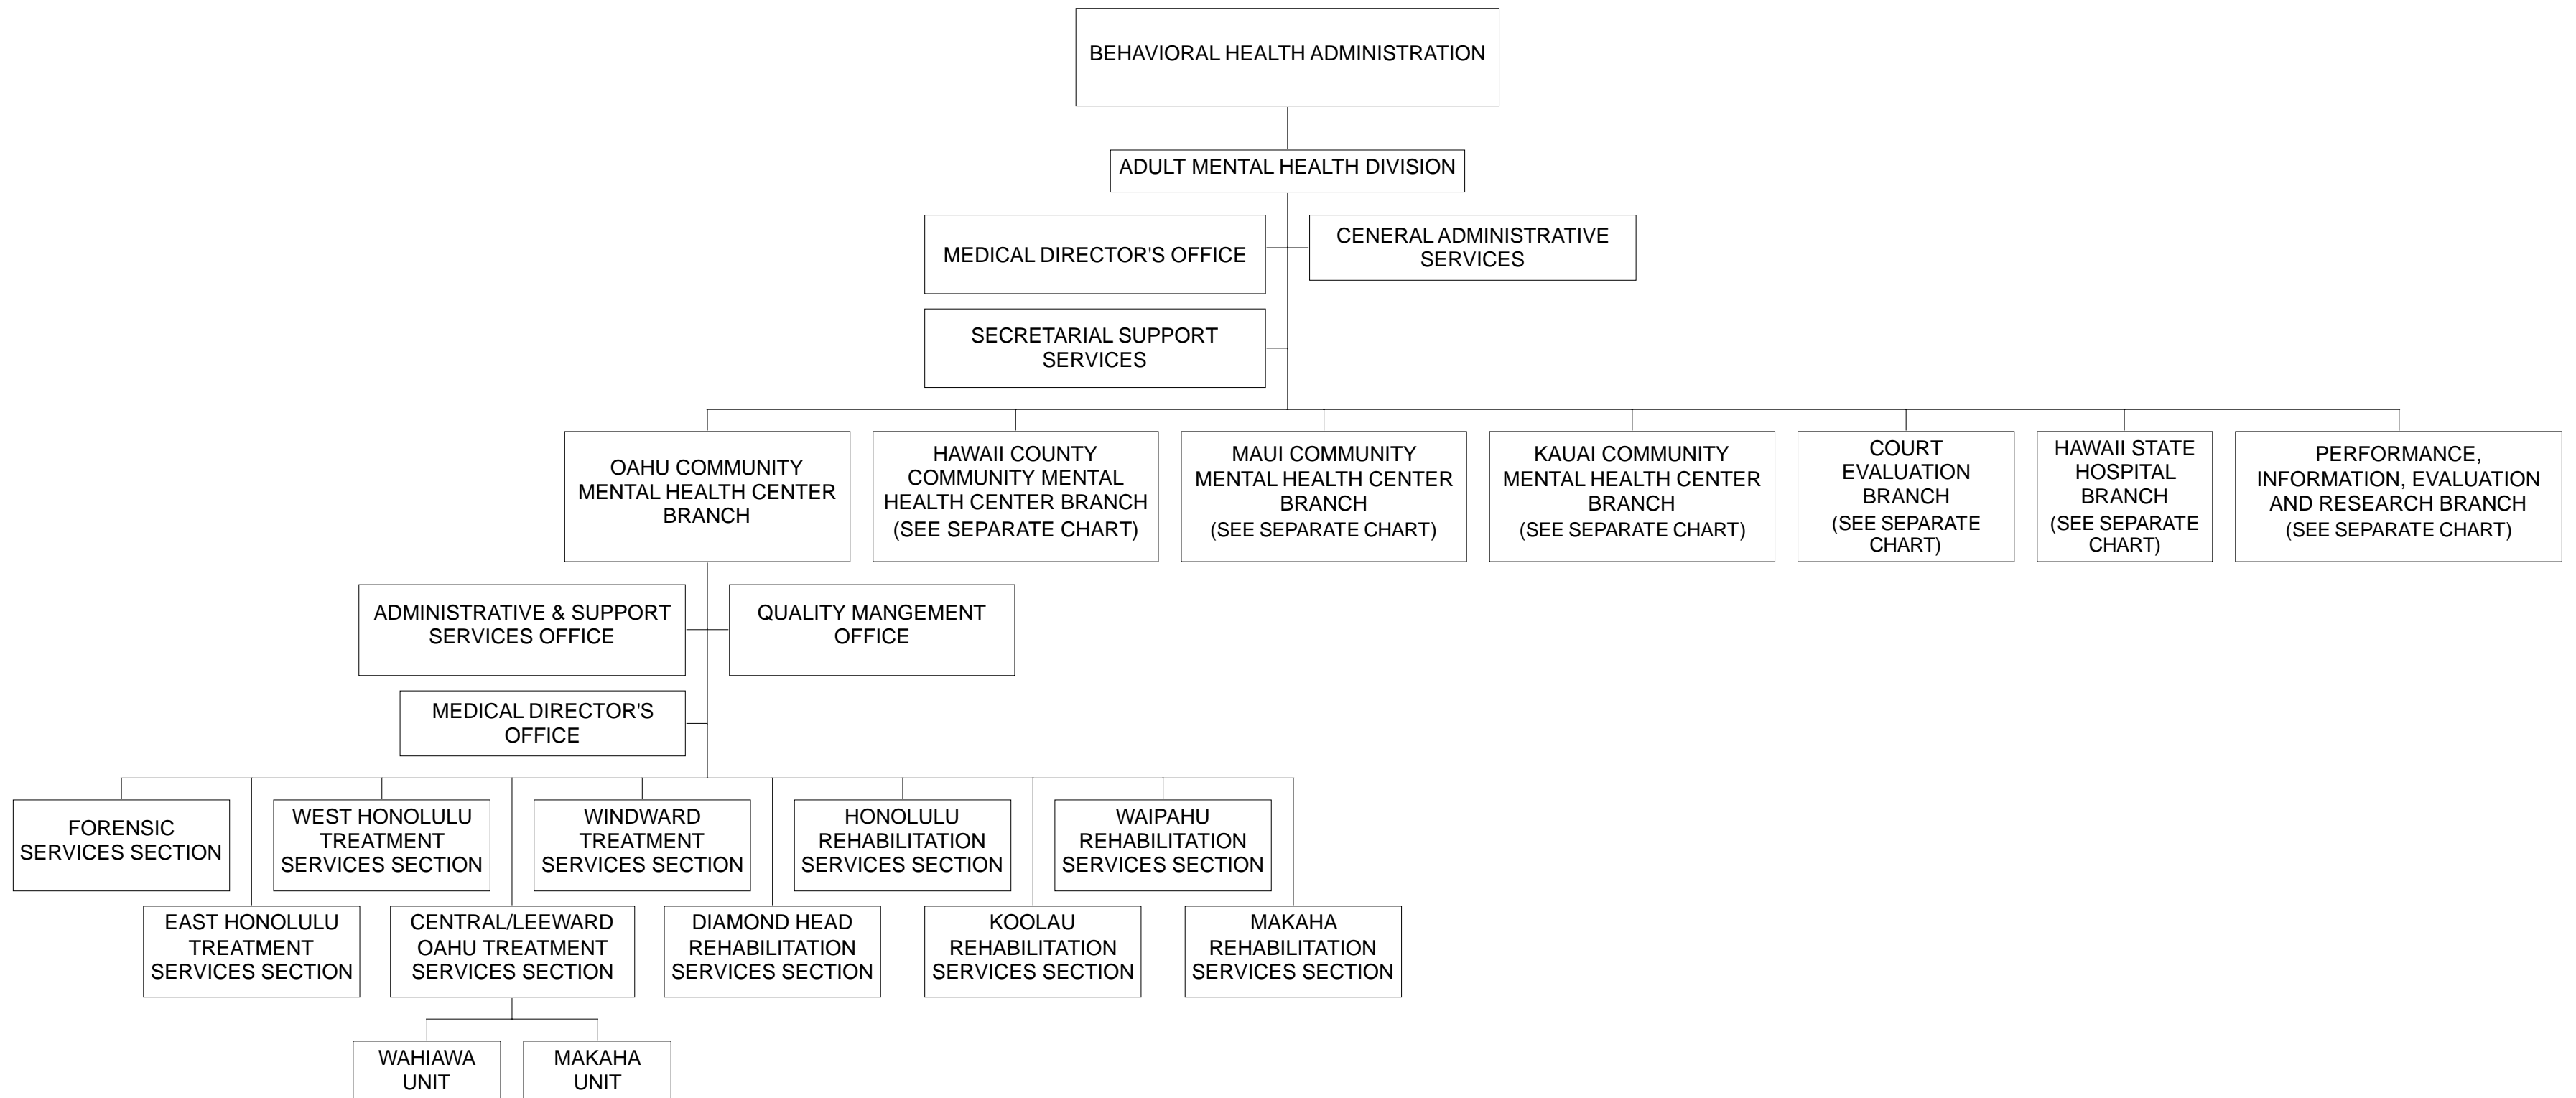 BEHAVIORAL HEALTH ADMINISTRATION
ADULT MENTAL HEALTH DIVISION
MEDICAL DIRECTOR'S OFFICE
CENERAL ADMINISTRATIVE
SERVICES
SECRETARIAL SUPPORT
SERVICES
OAHU COMMUNITY
MENTAL HEALTH CENTER
BRANCH
HAWAII COUNTY
COMMUNITY MENTAL
HEALTH CENTER BRANCH
(SEE SEPARATE CHART)
MAUI COMMUNITY
MENTAL HEALTH CENTER
BRANCH
(SEE SEPARATE CHART)
KAUAI COMMUNITY
MENTAL HEALTH CENTER
BRANCH
(SEE SEPARATE CHART)
COURT
EVALUATION
BRANCH
(SEE SEPARATE
CHART)
HAWAII STATE
HOSPITAL
BRANCH
(SEE SEPARATE
CHART)
PERFORMANCE,
INFORMATION, EVALUATION
AND RESEARCH BRANCH
(SEE SEPARATE CHART)
ADMINISTRATIVE & SUPPORT
SERVICES OFFICE
QUALITY MANGEMENT
OFFICE
MEDICAL DIRECTOR'S
OFFICE
FORENSIC
SERVICES SECTION
WEST HONOLULU
TREATMENT
SERVICES SECTION
WINDWARD
TREATMENT
SERVICES SECTION
HONOLULU
REHABILITATION
SERVICES SECTION
WAIPAHU
REHABILITATION
SERVICES SECTION
EAST HONOLULU
TREATMENT
SERVICES SECTION
CENTRAL/LEEWARD
OAHU TREATMENT
SERVICES SECTION
DIAMOND HEAD
REHABILITATION
SERVICES SECTION
KOOLAU
REHABILITATION
SERVICES SECTION
MAKAHA
REHABILITATION
SERVICES SECTION
WAHIAWA
UNIT
MAKAHA
UNIT